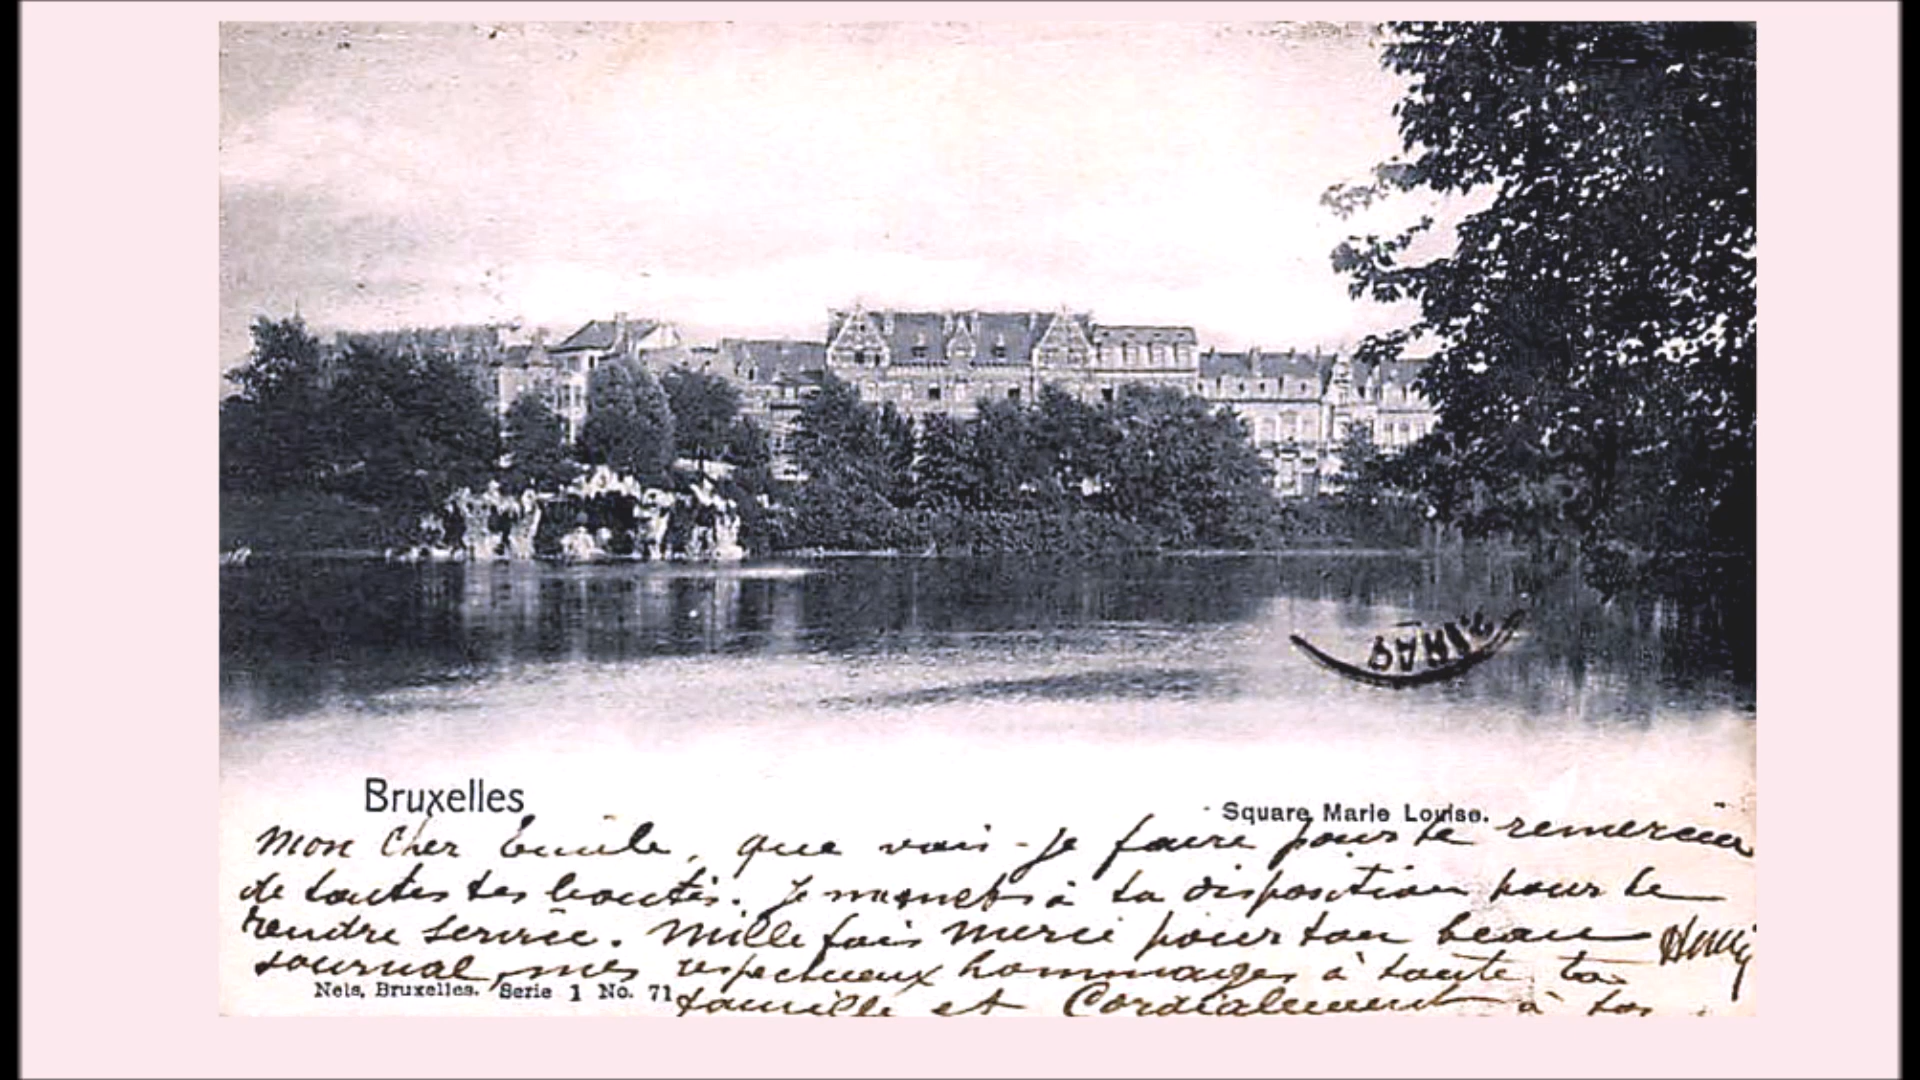 Bruxelles
Square Marie Louise.
Mon Cher Émile, que vais-je faire pour te remercier
de toutes tes bontés. Je me mets à ta disposition pour te
rendre service. Mille fois merci pour ton beau
journal, mes respectueux hommages à toute ta
famille et Cordialement à toi
Henri
Nels, Bruxelles. Serie 1 No. 71